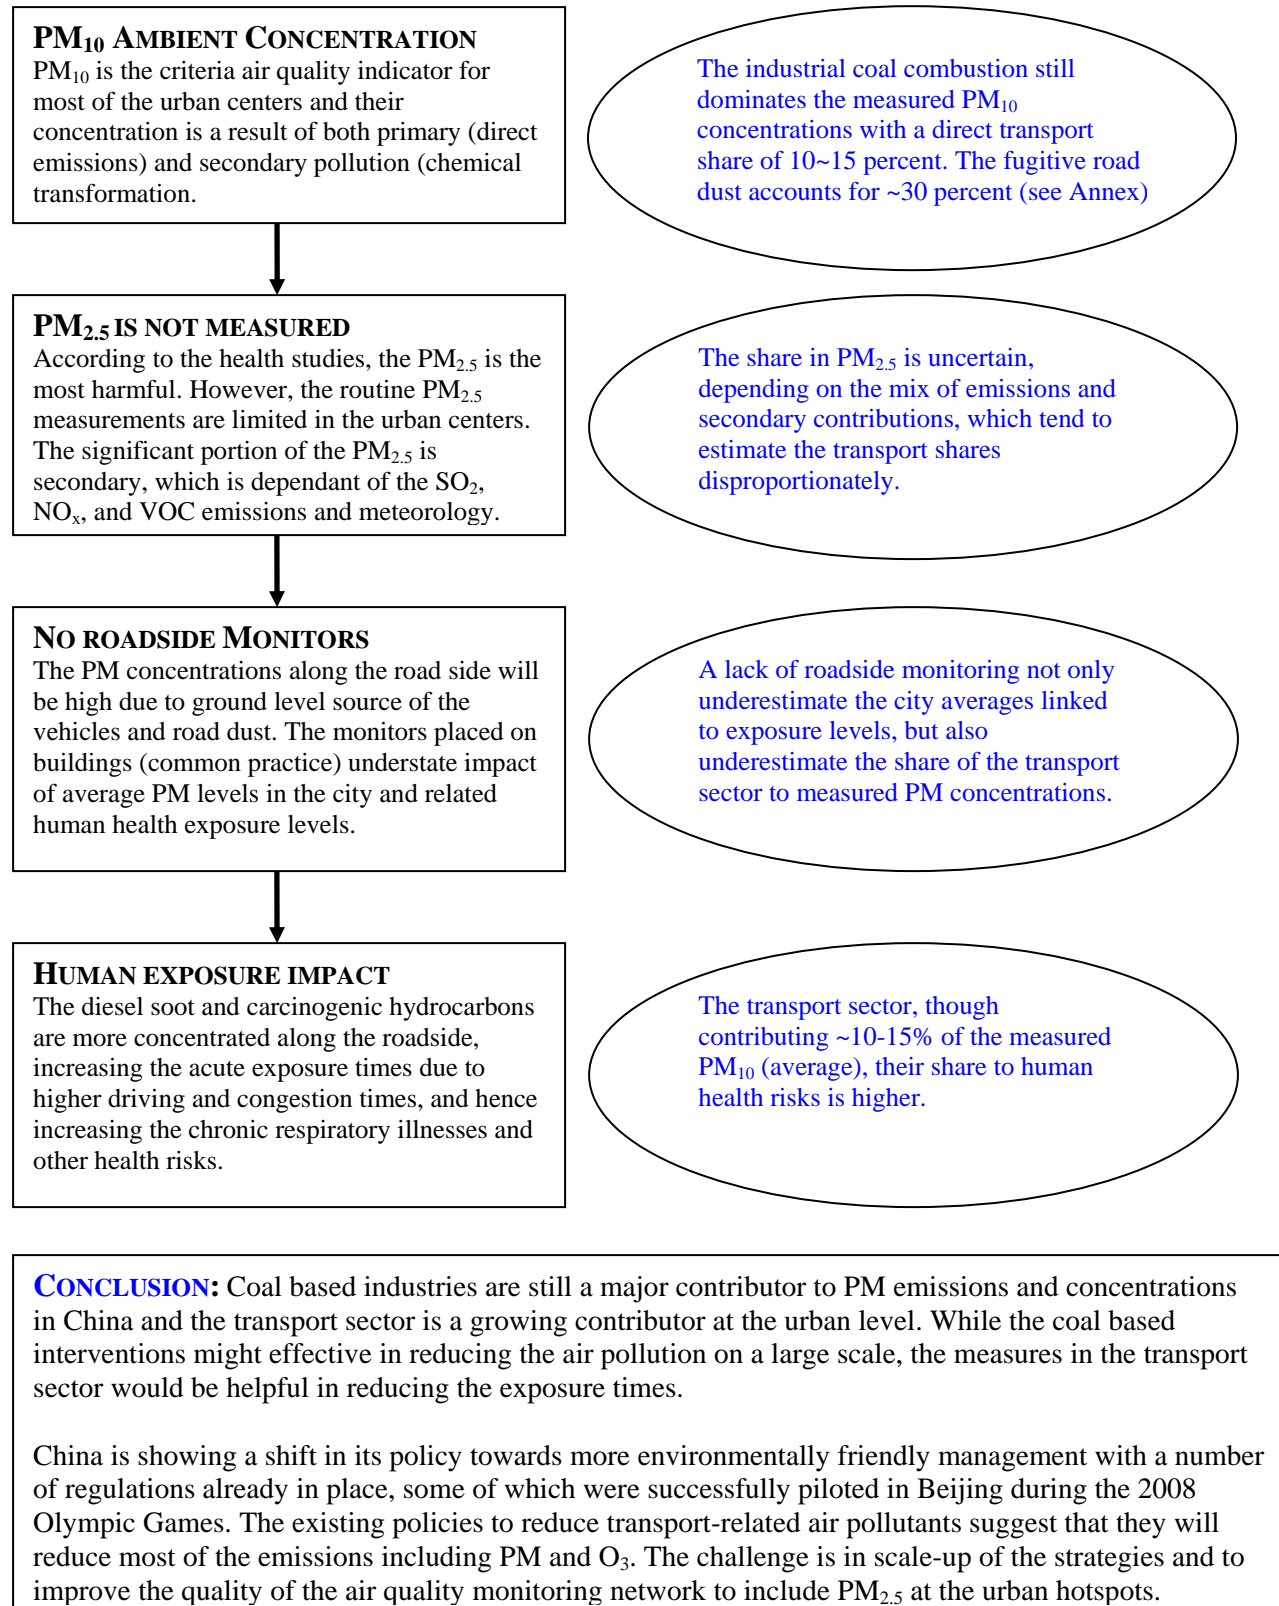 PM₁₀ AMBIENT CONCENTRATION
PM₁₀ is the criteria air quality indicator for
most of the urban centers and their
concentration is a result of both primary (direct
emissions) and secondary pollution (chemical
transformation.
The industrial coal combustion still
dominates the measured PM₁₀
concentrations with a direct transport
share of 10~15 percent. The fugitive road
dust accounts for ~30 percent (see Annex)
PM₂.₅ IS NOT MEASURED
According to the health studies, the PM₂.₅ is the
most harmful. However, the routine PM₂.₅
measurements are limited in the urban centers.
The significant portion of the PM₂.₅ is
secondary, which is dependant of the SO₂,
NOₓ, and VOC emissions and meteorology.
The share in PM₂.₅ is uncertain,
depending on the mix of emissions and
secondary contributions, which tend to
estimate the transport shares
disproportionately.
NO ROADSIDE MONITORS
The PM concentrations along the road side will
be high due to ground level source of the
vehicles and road dust. The monitors placed on
buildings (common practice) understate impact
of average PM levels in the city and related
human health exposure levels.
A lack of roadside monitoring not only
underestimate the city averages linked
to exposure levels, but also
underestimate the share of the transport
sector to measured PM concentrations.
HUMAN EXPOSURE IMPACT
The diesel soot and carcinogenic hydrocarbons
are more concentrated along the roadside,
increasing the acute exposure times due to
higher driving and congestion times, and hence
increasing the chronic respiratory illnesses and
other health risks.
The transport sector, though
contributing ~10-15% of the measured
PM₁₀ (average), their share to human
health risks is higher.
CONCLUSION: Coal based industries are still a major contributor to PM emissions and concentrations
in China and the transport sector is a growing contributor at the urban level. While the coal based
interventions might effective in reducing the air pollution on a large scale, the measures in the transport
sector would be helpful in reducing the exposure times.
China is showing a shift in its policy towards more environmentally friendly management with a number
of regulations already in place, some of which were successfully piloted in Beijing during the 2008
Olympic Games. The existing policies to reduce transport-related air pollutants suggest that they will
reduce most of the emissions including PM and O₃. The challenge is in scale-up of the strategies and to
improve the quality of the air quality monitoring network to include PM₂.₅ at the urban hotspots.